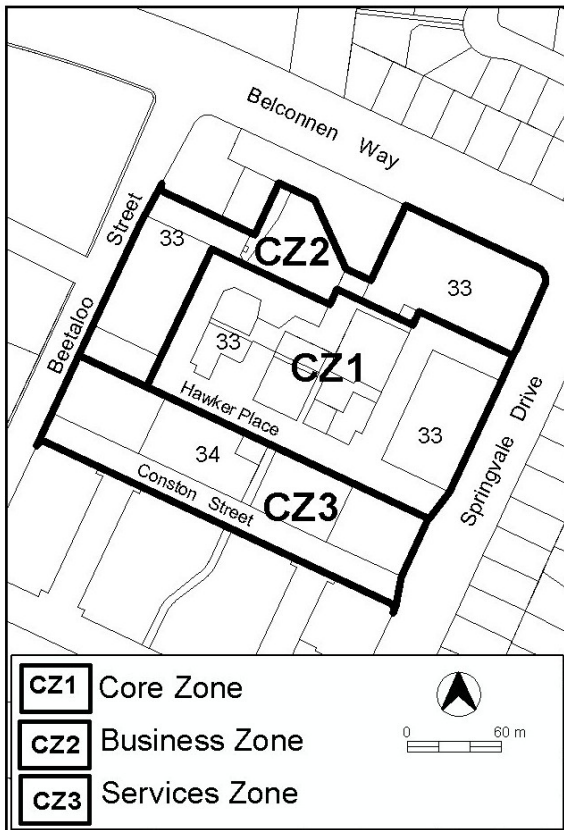 Belconnen Way
Beetaloo Street
33
CZ2
33
33
CZ1
Hawker Place
33
Springvale Drive
34
CZ3
Conston Street
CZ1 Core Zone
CZ2 Business Zone
CZ3 Services Zone
0 60 m